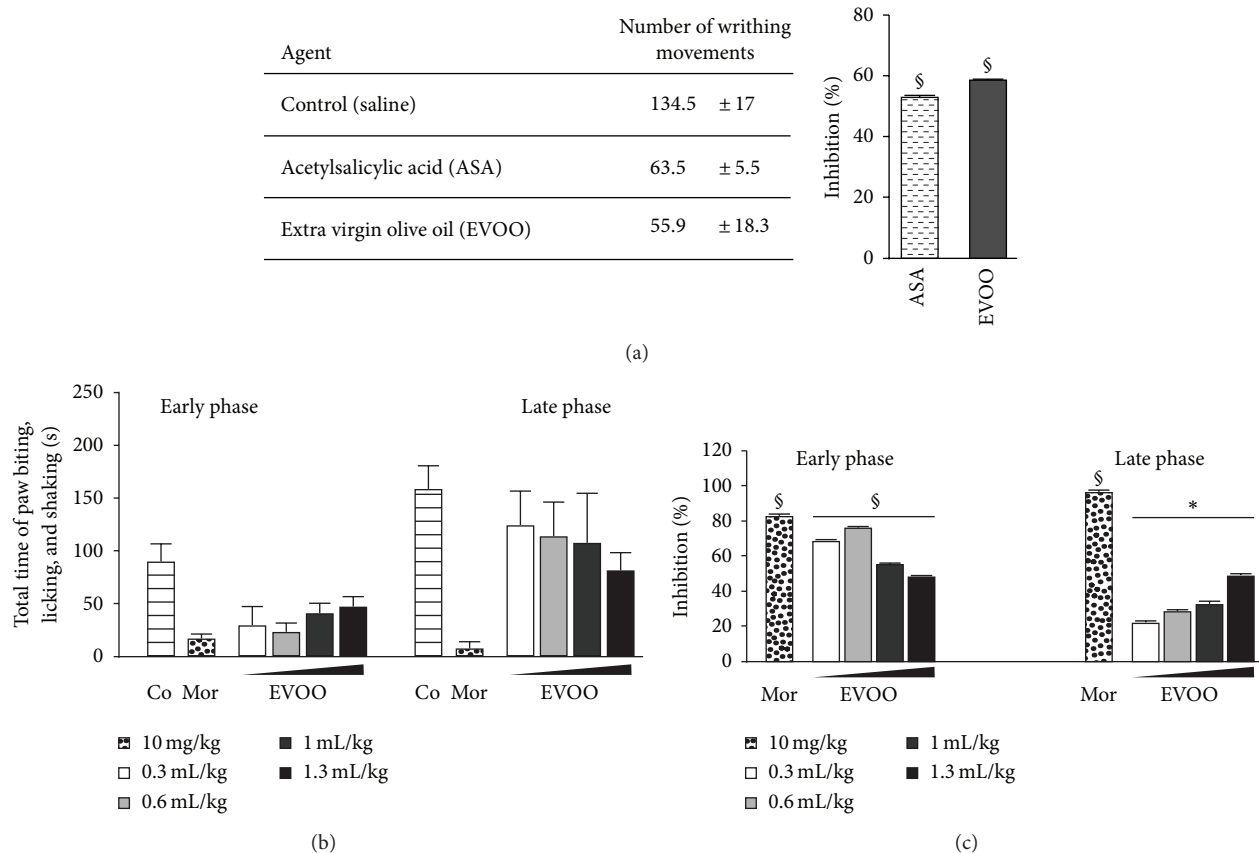 Agent Number of writhing
movements
Control (saline) 134.5 ± 17
Acetylsalicylic acid (ASA) 63.5 ± 5.5
Extra virgin olive oil (EVOO) 55.9 ± 18.3
Inhibition (%)
80
60
40
20
0
§
§
ASA
EVOO
(a)
Total time of paw biting,
licking, and shaking (s)
250
200
150
100
50
0
Early phase
Late phase
Co Mor EVOO Co Mor EVOO
10 mg/kg
0.3 mL/kg
0.6 mL/kg
1 mL/kg
1.3 mL/kg
(b)
Inhibition (%)
120
100
80
60
40
20
0
Early phase
Late phase
§
§
§
*
Mor EVOO Mor EVOO
10 mg/kg
0.3 mL/kg
0.6 mL/kg
1 mL/kg
1.3 mL/kg
(c)